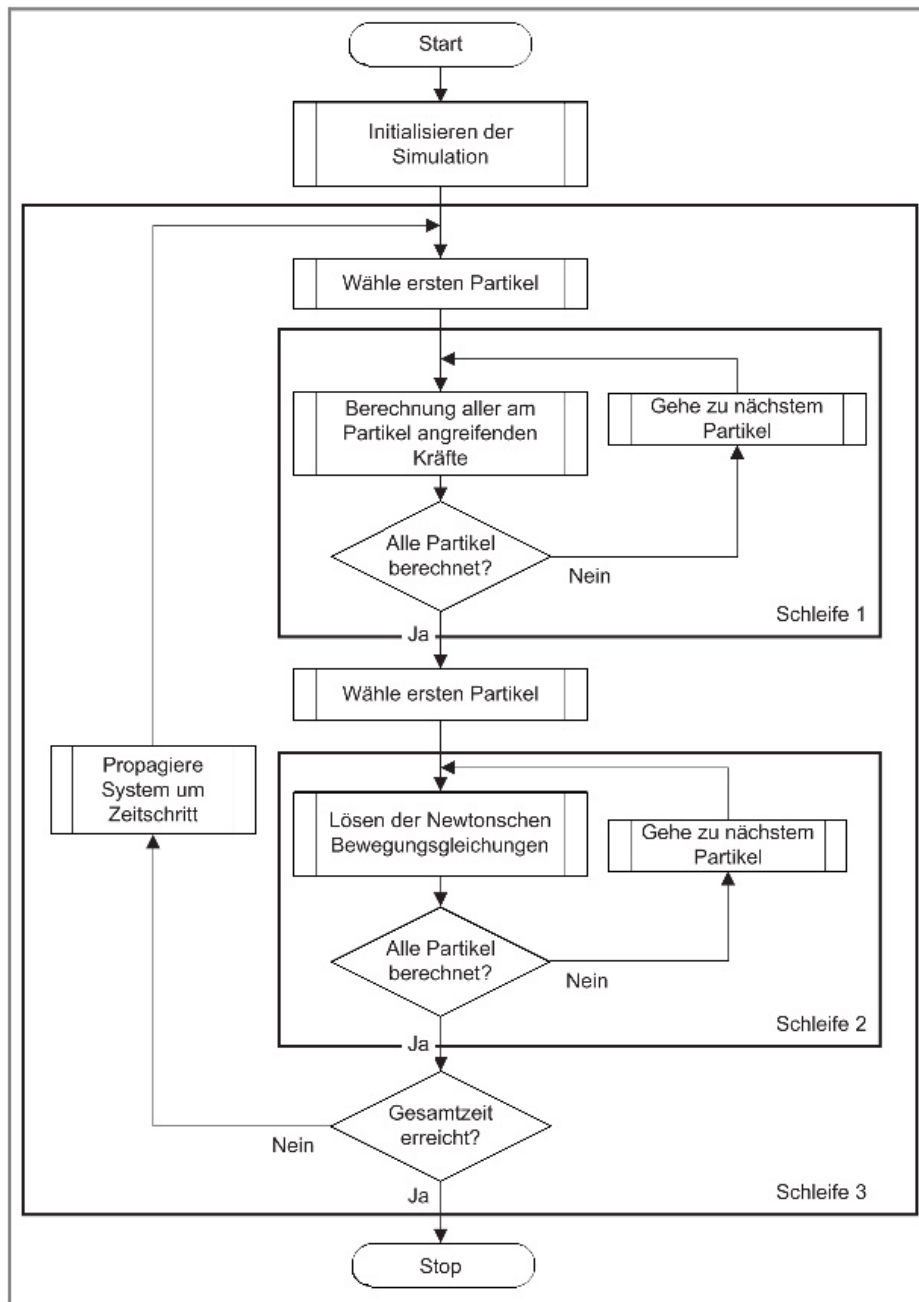 Start
Initialisieren der
Simulation
Wähle ersten Partikel
Berechnung aller am
Partikel angreifenden
Kräfte
Gehe zu nächstem
Partikel
Alle Partikel
berechnet?
Nein
Schleife 1
Ja
Wähle ersten Partikel
Propagiere
System um
Zeitschritt
Lösen der Newtonschen
Bewegungsgleichungen
Gehe zu nächstem
Partikel
Alle Partikel
berechnet?
Nein
Schleife 2
Ja
Gesamtzeit
erreicht?
Nein
Ja
Schleife 3
Stop